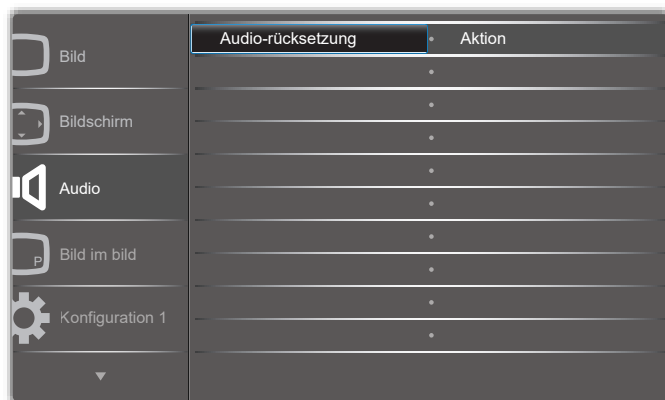 Bild
Bildschirm
Audio
P
Bild im bild
Konfiguration 1
Audio-rücksetzung
Aktion